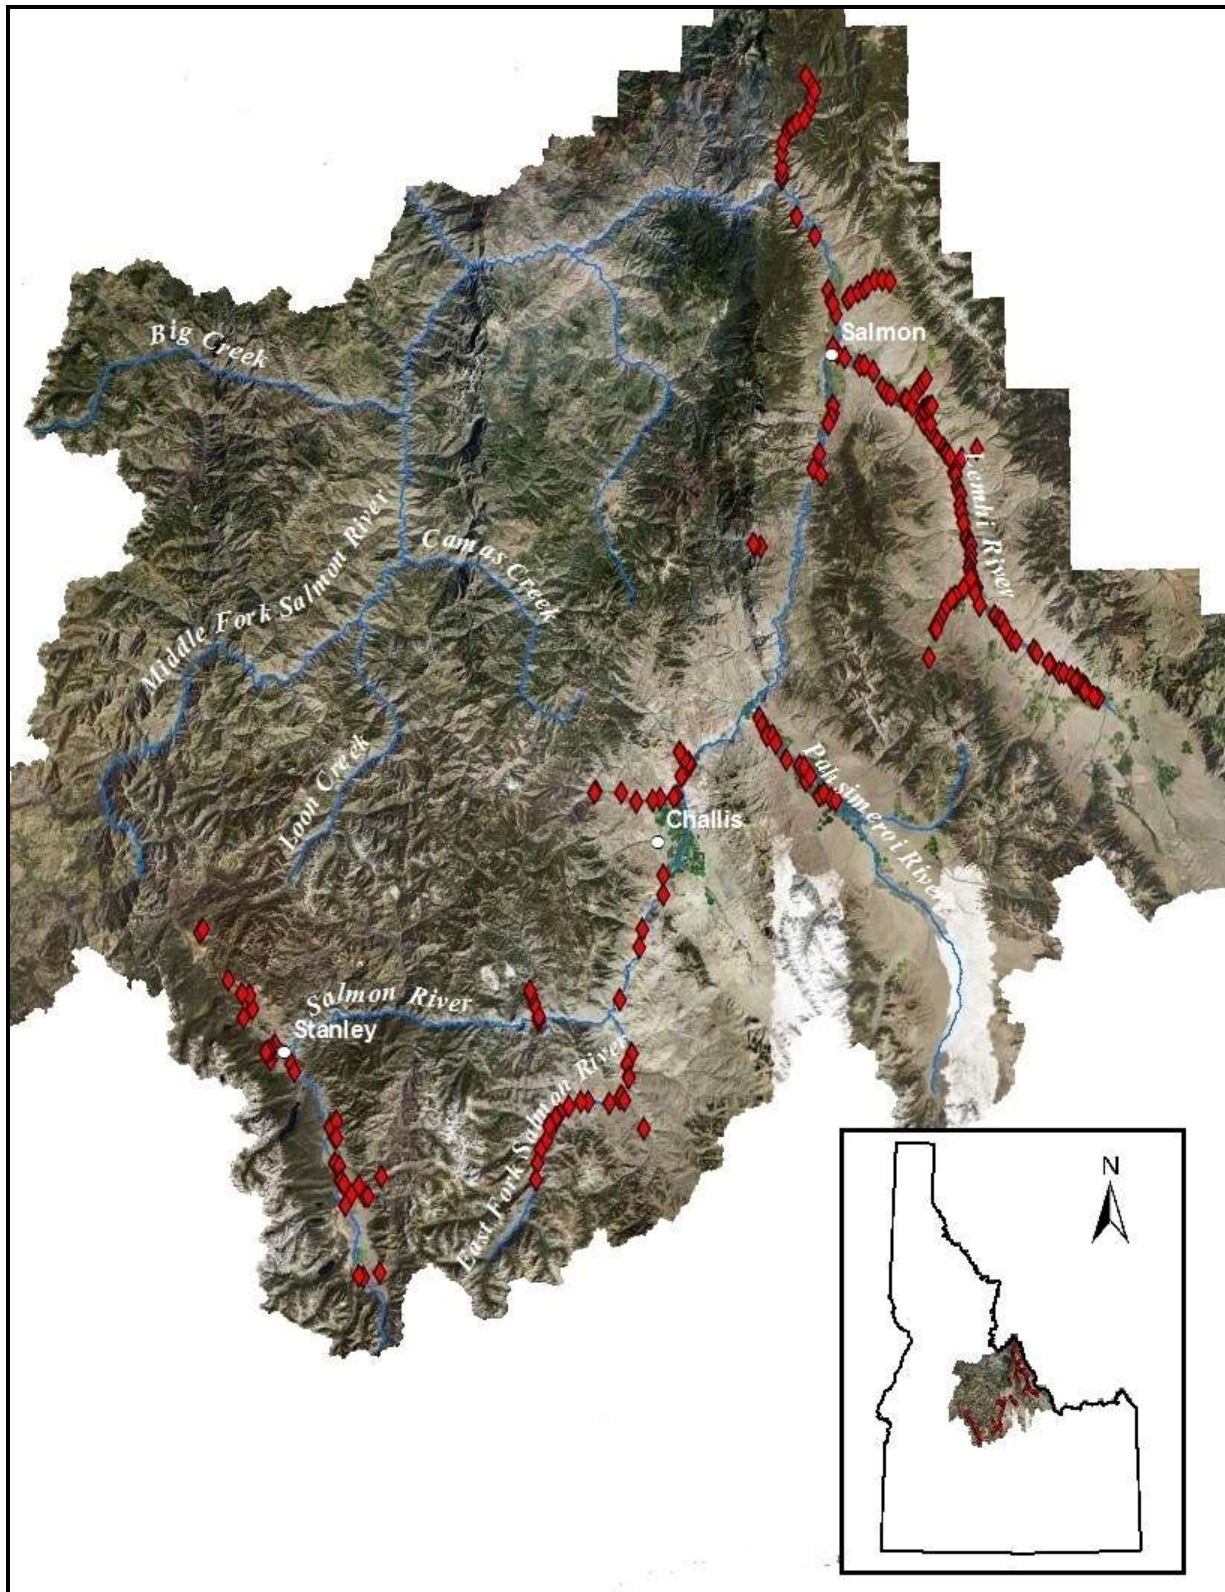 Salmon
Big Creek
Lemhi River
Camas Creek
Middle Fork Salmon River
Loon Creek
Pahsimeroi River
Challis
Salmon River
Stanley
East Fork Salmon River
N